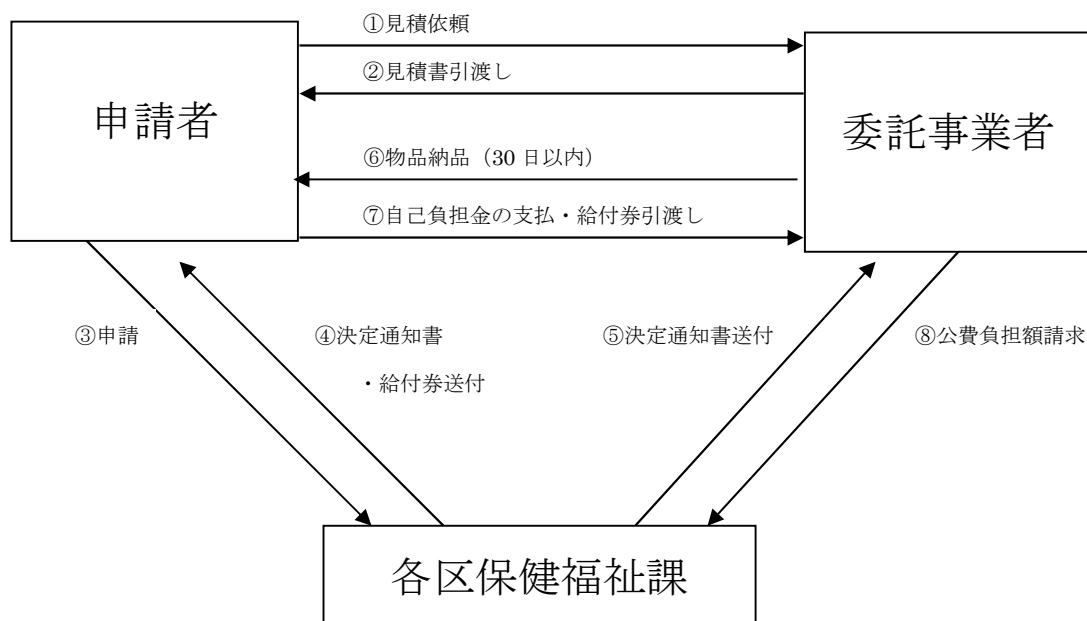 ①見積依頼
②見積書引渡し
申請者
委託事業者
⑥物品納品（30日以内）
⑦自己負担金の支払・給付券引渡し
③申請
④決定通知書
・給付券送付
⑤決定通知書送付
⑧公費負担額請求
各区保健福祉課